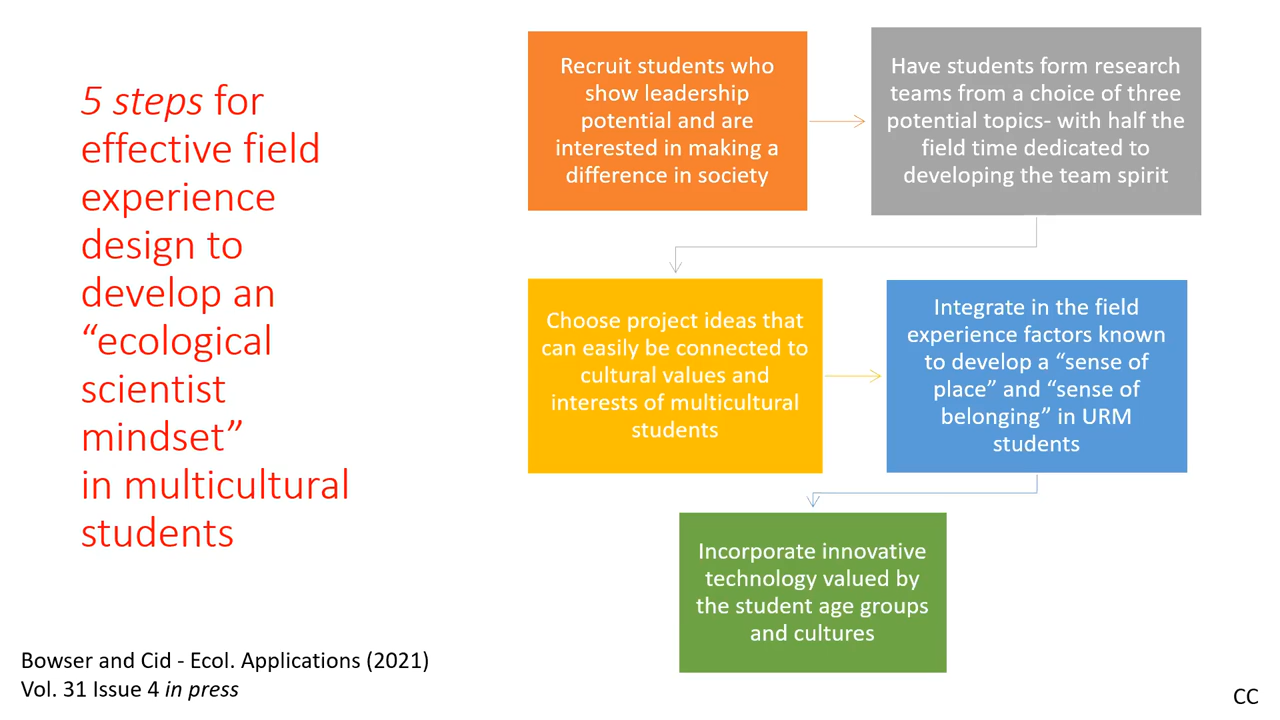 5 steps for
effective field
experience
design to
develop an
“ecological
scientist
mindset”
in multicultural
students
Recruit students who
show leadership
potential and are
interested in making a
difference in society
Have students form research
teams from a choice of three
potential topics- with half the
field time dedicated to
developing the team spirit
Choose project ideas that
can easily be connected to
cultural values and
interests of multicultural
students
Integrate in the field
experience factors known
to develop a “sense of
place” and “sense of
belonging” in URM
students
Incorporate innovative
technology valued by
the student age groups
and cultures
Bowser and Cid - Ecol. Applications (2021)
Vol. 31 Issue 4 in press
CC